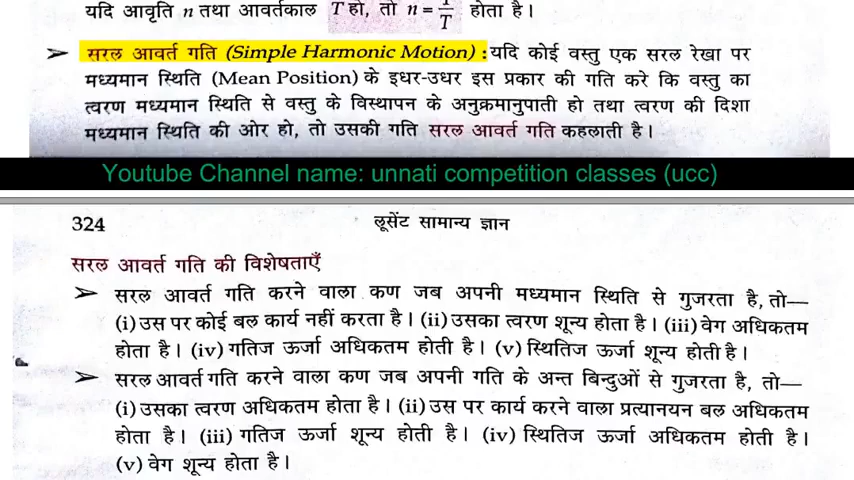 यदि आवृति n तथा आवर्तकाल T हो, तो n = 1/T होता है।
➢ सरल आवर्त गति (Simple Harmonic Motion) : यदि कोई वस्तु एक सरल रेखा पर
मध्यमान स्थिति (Mean Position) के इधर-उधर इस प्रकार की गति करे कि वस्तु का
त्वरण मध्यमान स्थिति से वस्तु के विस्थापन के अनुक्रमानुपाती हो तथा त्वरण की दिशा
मध्यमान स्थिति की ओर हो, तो उसकी गति सरल आवर्त गति कहलाती है।
Youtube Channel name: unnati competition classes (ucc)
324 लूसेंट सामान्य ज्ञान
सरल आवर्त गति की विशेषताएँ
➢ सरल आवर्त गति करने वाला कण जब अपनी मध्यमान स्थिति से गुजरता है, तो—
(i) उस पर कोई बल कार्य नहीं करता है। (ii) उसका त्वरण शून्य होता है। (iii) वेग अधिकतम
होता है। (iv) गतिज ऊर्जा अधिकतम होती है। (v) स्थितिज ऊर्जा शून्य होती है।
➢ सरल आवर्त गति करने वाला कण जब अपनी गति के अन्त बिन्दुओं से गुजरता है, तो—
(i) उसका त्वरण अधिकतम होता है। (ii) उस पर कार्य करने वाला प्रत्यानयन बल अधिकतम
होता है। (iii) गतिज ऊर्जा शून्य होती है। (iv) स्थितिज ऊर्जा अधिकतम होती है।
(v) वेग शून्य होता है।